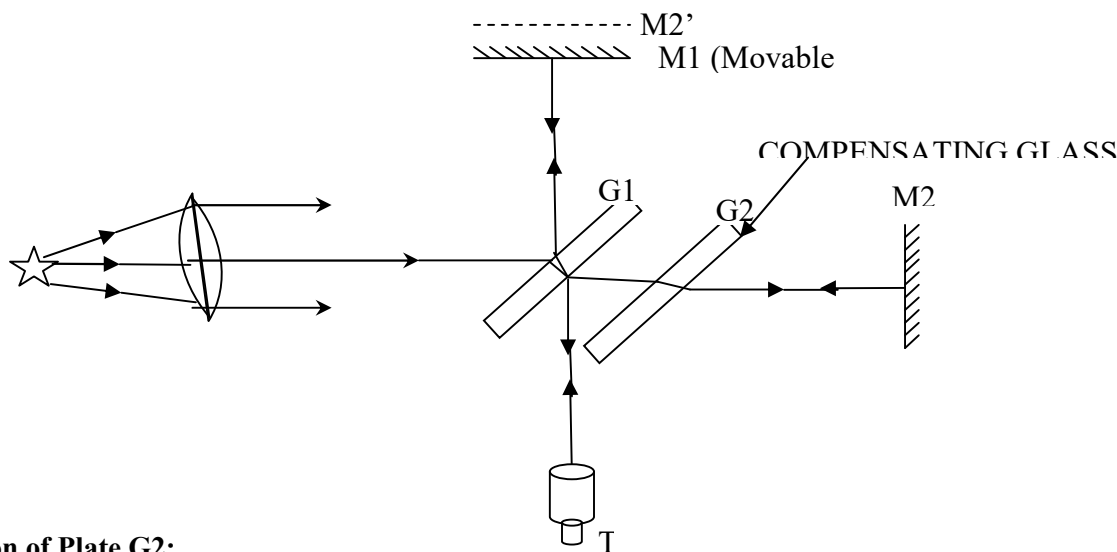 M2’
M1 (Movable
COMPENSATING GLASS
G1
G2
M2
T
on of Plate G2: